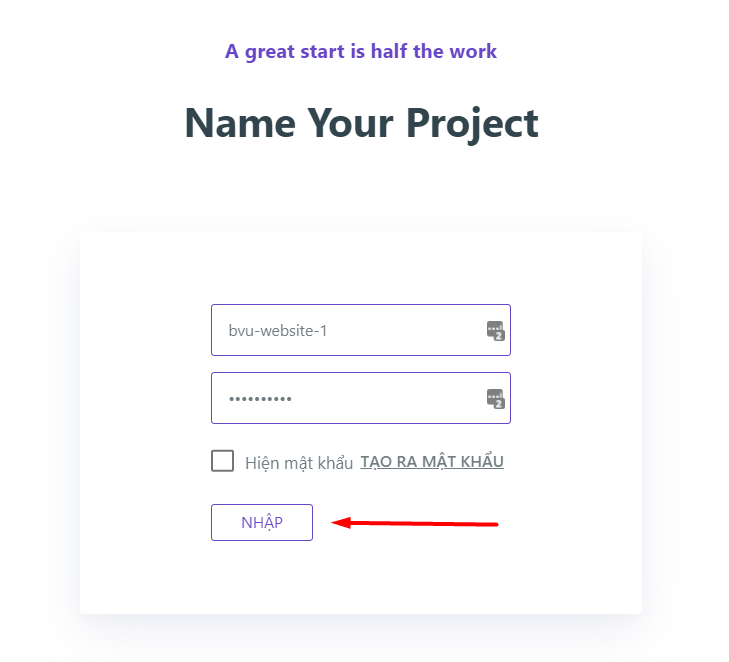 A great start is half the work
Name Your Project
bvu-website-1
••••••••••
Hiện mật khẩu TẠO RA MẬT KHẨU
NHẬP